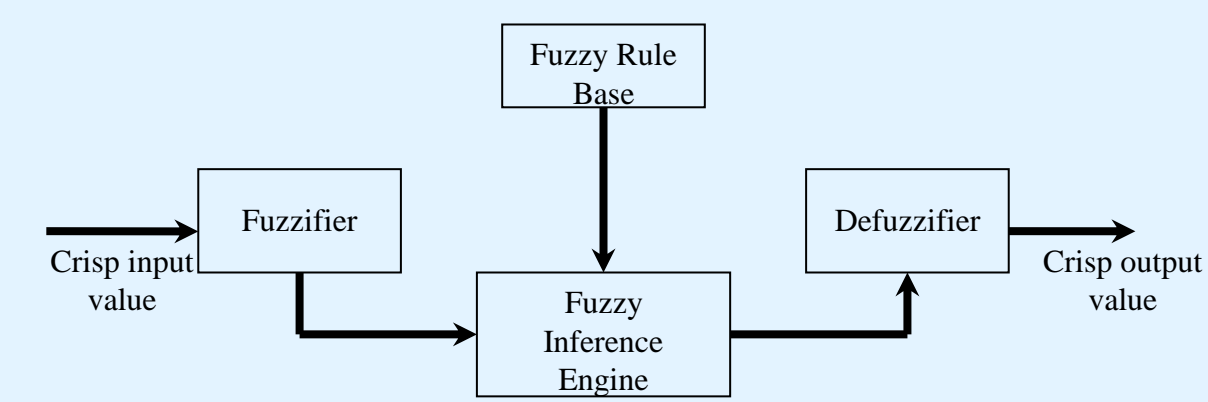 Fuzzy Rule
Base
Fuzzifier
Defuzzifier
Crisp input
value
Crisp output
value
Fuzzy
Inference
Engine